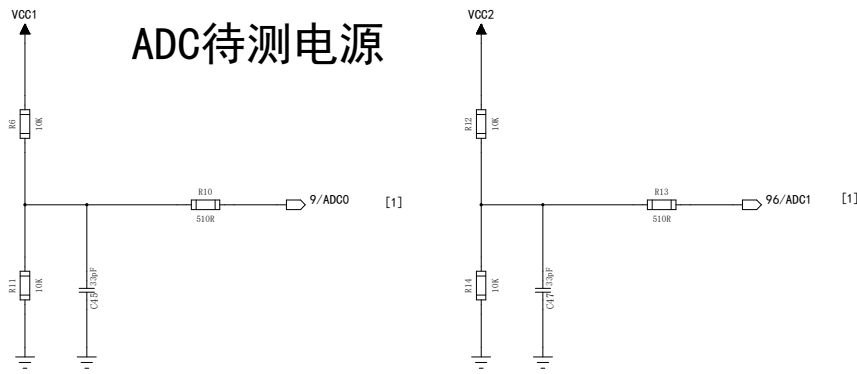 VCC1
ADC待测电源
VCC2
R6
10K
R12
10K
R10
510R
9/ADC0
[1]
R13
510R
96/ADC1
[1]
R11
10K
C45
33pF
R14
10K
C47
33pF